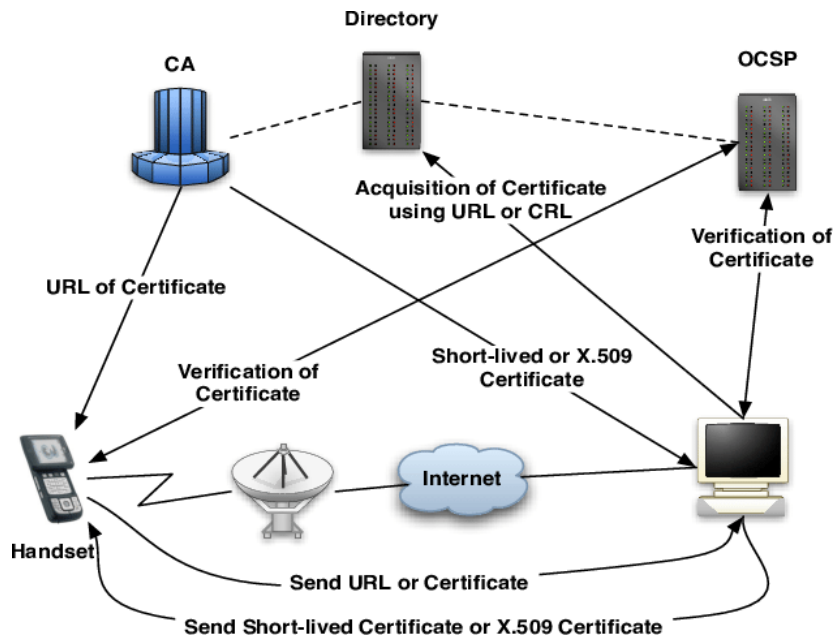 Directory
CA
OCSP
Acquisition of Certificate
using URL or CRL
Verification of
Certificate
URL of Certificate
Short-lived or X.509
Certificate
Verification of
Certificate
Internet
Handset
Send URL or Certificate
Send Short-lived Certificate or X.509 Certificate